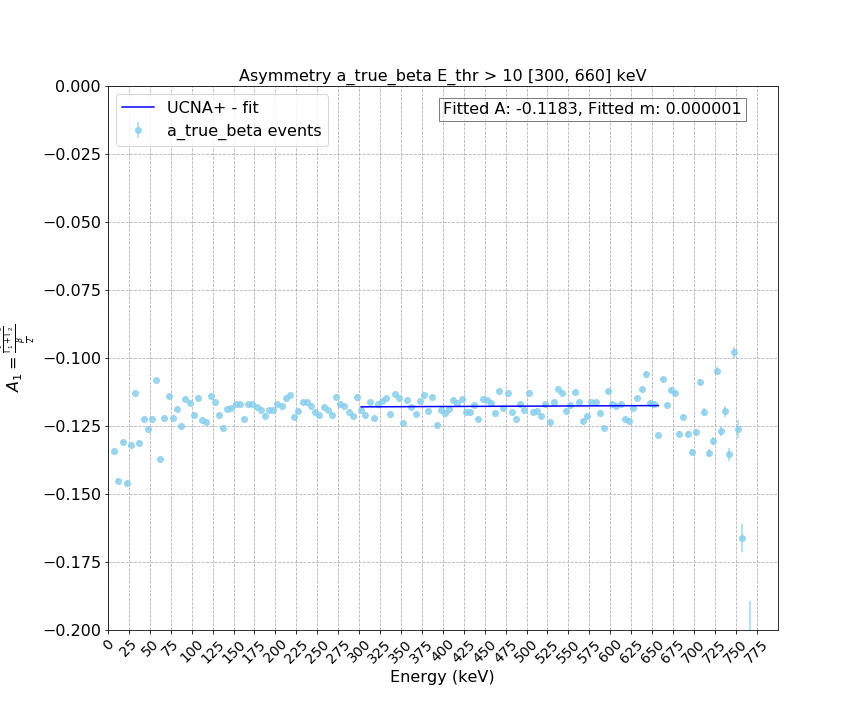 Asymmetry a_true_beta E_thr > 10 [300, 660] keV
UCNA+ - fit
a_true_beta events
Fitted A: -0.1183, Fitted m: 0.000001
0.000
−0.025
−0.050
−0.075
−0.100
−0.125
−0.150
−0.175
−0.200
A₁ =
0 25 50 75 100 125 150 175 200 225 250 275 300 325 350 375 400 425 450 475 500 525 550 575 600 625 650 675 700 725 750 775
Energy (keV)